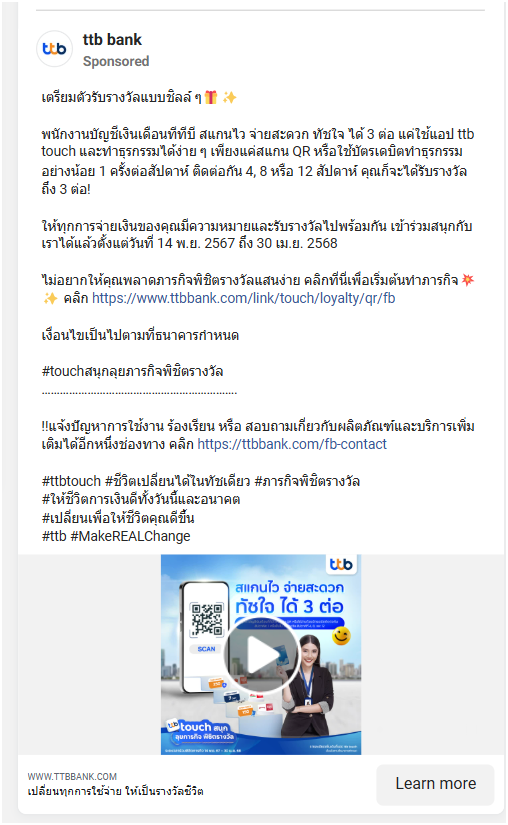 ttb bank
Sponsored
เตรียมตัวรับรางวัลแบบชิลล์ ๆ🎁 ✨
พนักงานบัญชีเงินเดือนทีทีบี สแกนไว จ่ายสะดวก ทัชใจ ได้ 3 ต่อ แค่ใช้แอป ttb
touch และทำธุรกรรมได้ง่าย ๆ เพียงแค่สแกน QR หรือใช้บัตรเดบิตทำธุรกรรม
อย่างน้อย 1 ครั้งต่อสัปดาห์ ติดต่อกัน 4, 8 หรือ 12 สัปดาห์ คุณก็จะได้รับรางวัล
ถึง 3 ต่อ!
ให้ทุกการจ่ายเงินของคุณมีความหมายและรับรางวัลไปพร้อมกัน เข้าร่วมสนุกกับ
เราได้แล้วตั้งแต่วันที่ 14 พ.ย. 2567 ถึง 30 เม.ย. 2568
ไม่อยากให้คุณพลาดภารกิจพิชิตรางวัลแสนง่าย คลิกที่นี่เพื่อเริ่มต้นทำภารกิจ💥
✨ คลิก https://www.ttbbank.com/link/touch/loyalty/qr/fb
เงื่อนไขเป็นไปตามที่ธนาคารกำหนด
#touchสนุกลุยภารกิจพิชิตรางวัล
............................................................
!!แจ้งปัญหาการใช้งาน ร้องเรียน หรือ สอบถามเกี่ยวกับผลิตภัณฑ์และบริการเพิ่ม
เติมได้อีกหนึ่งช่องทาง คลิก https://ttbbank.com/fb-contact
#ttbtouch #ชีวิตเปลี่ยนได้ในทัชเดียว #ภารกิจพิชิตรางวัล
#ให้ชีวิตการเงินดีทั้งวันนี้และอนาคต
#เปลี่ยนเพื่อให้ชีวิตคุณดีขึ้น
#ttb #MakeREALChange
ttb
สแกนไว จ่ายสะดวก
ทัชใจ ได้ 3 ต่อ
SCAN
ttb touch สนุก
ลุยภารกิจ พิชิตรางวัล
WWW.TTBBANK.COM
เปลี่ยนทุกการใช้จ่าย ให้เป็นรางวัลชีวิต
Learn more